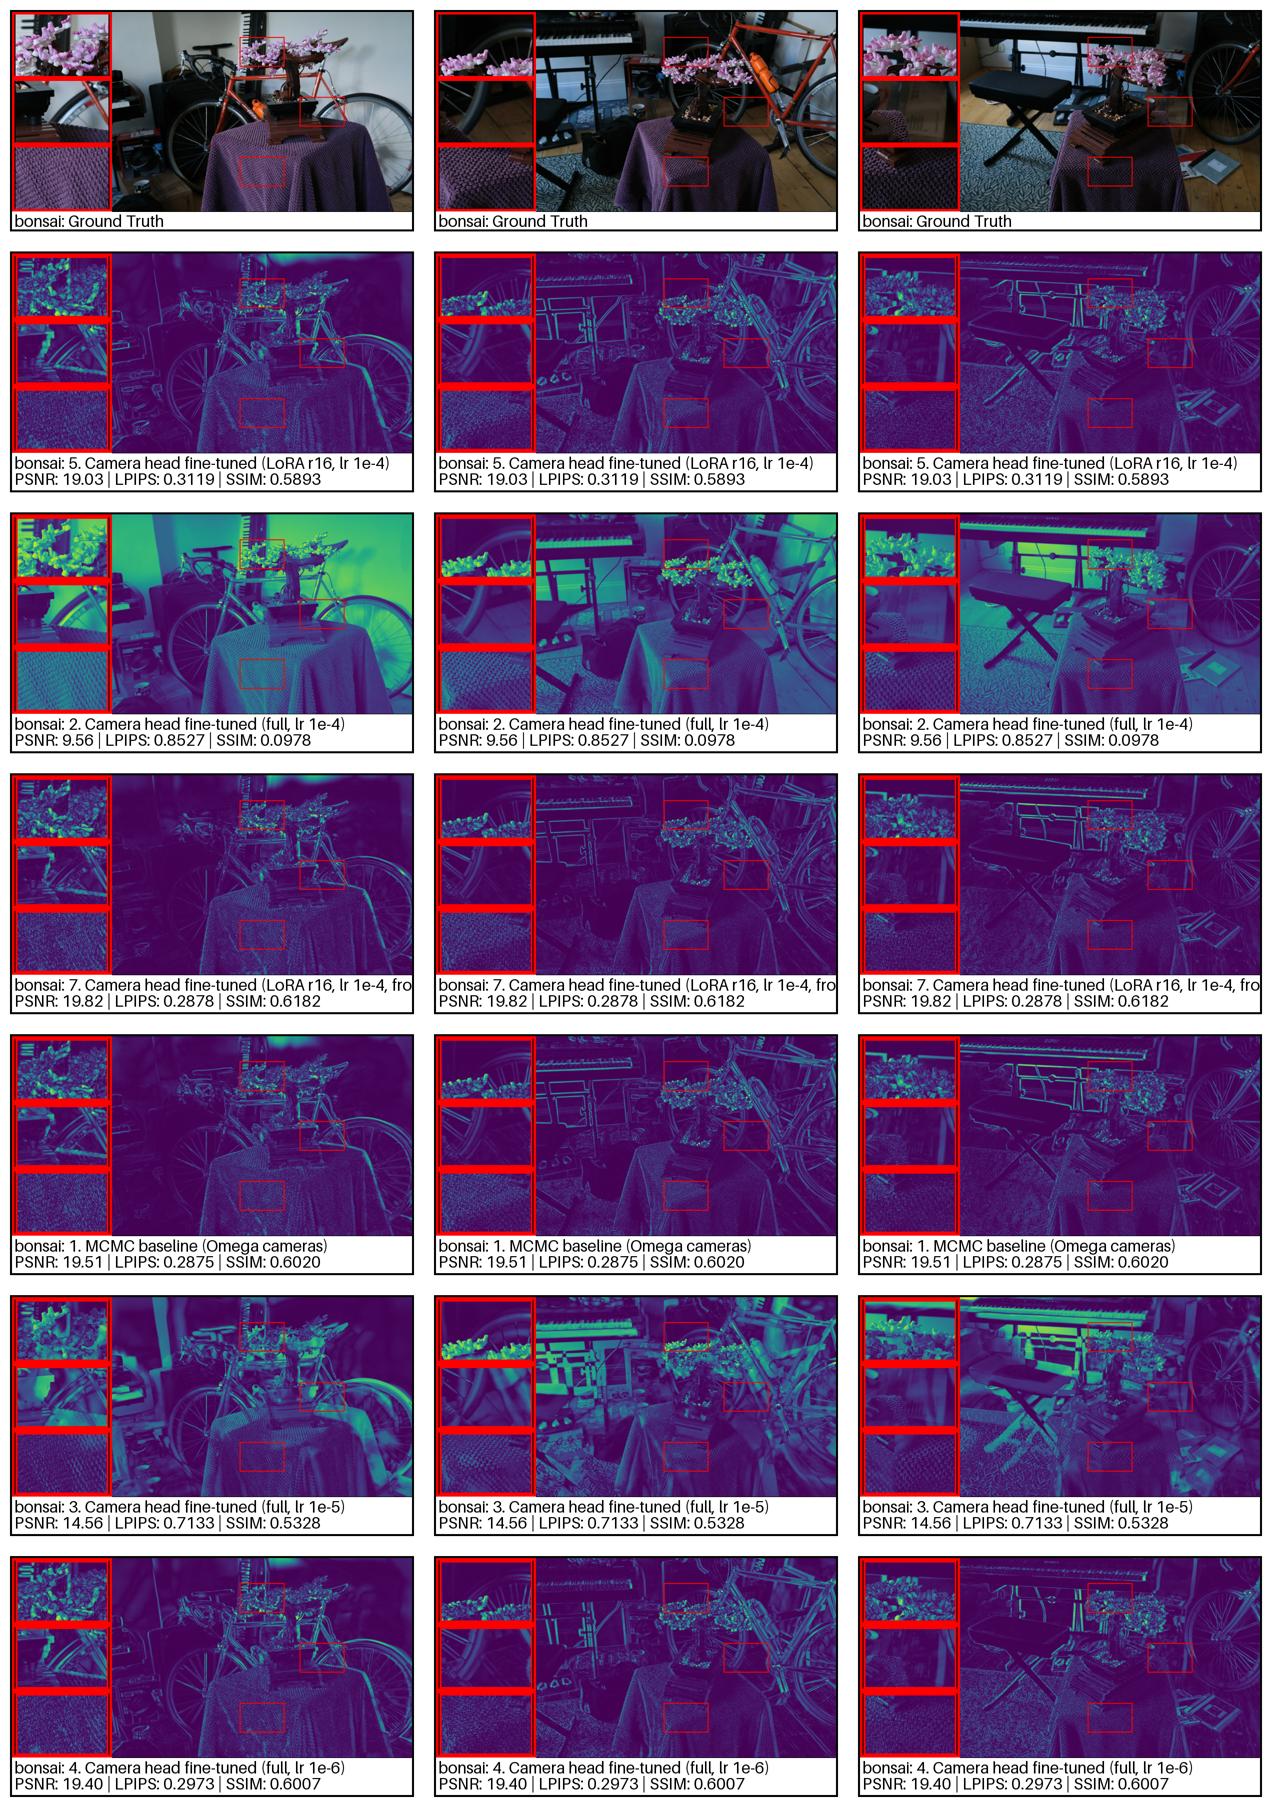 bonsai: Ground Truth
bonsai: Ground Truth
bonsai: Ground Truth
bonsai: 5. Camera head fine-tuned (LoRA r16, lr 1e-4)
PSNR: 19.03 | LPIPS: 0.3119 | SSIM: 0.5893
bonsai: 5. Camera head fine-tuned (LoRA r16, lr 1e-4)
PSNR: 19.03 | LPIPS: 0.3119 | SSIM: 0.5893
bonsai: 5. Camera head fine-tuned (LoRA r16, lr 1e-4)
PSNR: 19.03 | LPIPS: 0.3119 | SSIM: 0.5893
bonsai: 2. Camera head fine-tuned (full, lr 1e-4)
PSNR: 9.56 | LPIPS: 0.8527 | SSIM: 0.0978
bonsai: 2. Camera head fine-tuned (full, lr 1e-4)
PSNR: 9.56 | LPIPS: 0.8527 | SSIM: 0.0978
bonsai: 2. Camera head fine-tuned (full, lr 1e-4)
PSNR: 9.56 | LPIPS: 0.8527 | SSIM: 0.0978
bonsai: 7. Camera head fine-tuned (LoRA r16, lr 1e-4, fro
PSNR: 19.82 | LPIPS: 0.2878 | SSIM: 0.6182
bonsai: 7. Camera head fine-tuned (LoRA r16, lr 1e-4, fro
PSNR: 19.82 | LPIPS: 0.2878 | SSIM: 0.6182
bonsai: 7. Camera head fine-tuned (LoRA r16, lr 1e-4, fro
PSNR: 19.82 | LPIPS: 0.2878 | SSIM: 0.6182
bonsai: 1. MCMC baseline (Omega cameras)
PSNR: 19.51 | LPIPS: 0.2875 | SSIM: 0.6020
bonsai: 1. MCMC baseline (Omega cameras)
PSNR: 19.51 | LPIPS: 0.2875 | SSIM: 0.6020
bonsai: 1. MCMC baseline (Omega cameras)
PSNR: 19.51 | LPIPS: 0.2875 | SSIM: 0.6020
bonsai: 3. Camera head fine-tuned (full, lr 1e-5)
PSNR: 14.56 | LPIPS: 0.7133 | SSIM: 0.5328
bonsai: 3. Camera head fine-tuned (full, lr 1e-5)
PSNR: 14.56 | LPIPS: 0.7133 | SSIM: 0.5328
bonsai: 3. Camera head fine-tuned (full, lr 1e-5)
PSNR: 14.56 | LPIPS: 0.7133 | SSIM: 0.5328
bonsai: 4. Camera head fine-tuned (full, lr 1e-6)
PSNR: 19.40 | LPIPS: 0.2973 | SSIM: 0.6007
bonsai: 4. Camera head fine-tuned (full, lr 1e-6)
PSNR: 19.40 | LPIPS: 0.2973 | SSIM: 0.6007
bonsai: 4. Camera head fine-tuned (full, lr 1e-6)
PSNR: 19.40 | LPIPS: 0.2973 | SSIM: 0.6007